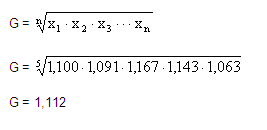 G = ⁿ√x₁ · x₂ · x₃ ··· xₙ
G = ⁵√1,100 · 1,091 · 1,167 · 1,143 · 1,063
G = 1,112